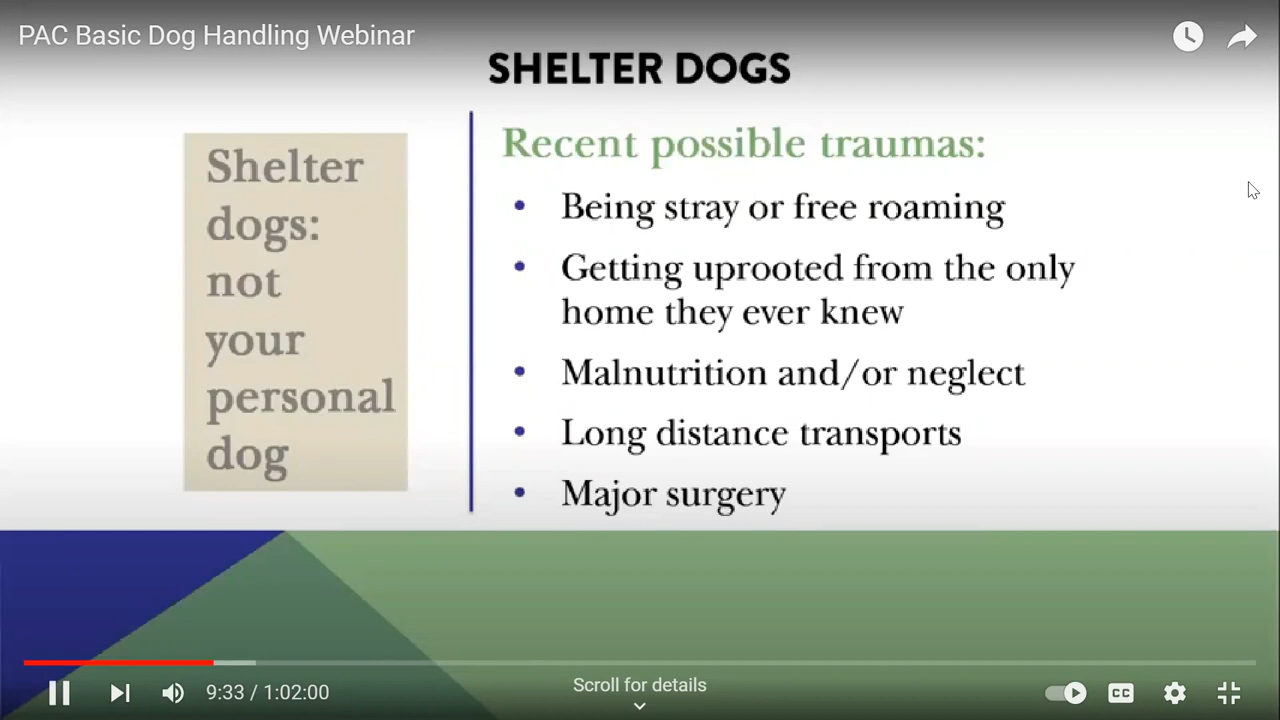 PAC Basic Dog Handling Webinar
SHELTER DOGS
Shelter
dogs:
not
your
personal
dog
Recent possible traumas:
• Being stray or free roaming
• Getting uprooted from the only
home they ever knew
• Malnutrition and/or neglect
• Long distance transports
• Major surgery
9:33 / 1:02:00
Scroll for details
CC